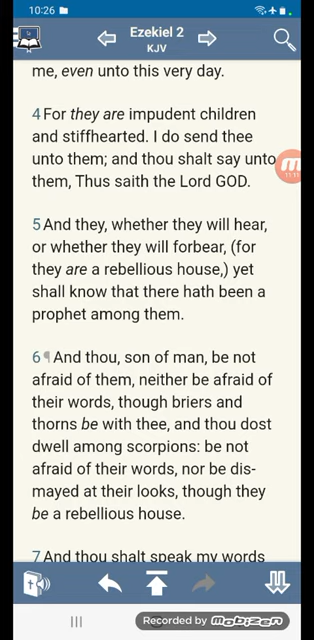 10:26
Ezekiel 2
KJV
me, even unto this very day.
4 For they are impudent children
and stiffhearted. I do send thee
unto them; and thou shalt say unto
them, Thus saith the Lord GOD.
11:11
5 And they, whether they will hear,
or whether they will forbear, (for
they are a rebellious house,) yet
shall know that there hath been a
prophet among them.
6 ¶ And thou, son of man, be not
afraid of them, neither be afraid of
their words, though briers and
thorns be with thee, and thou dost
dwell among scorpions: be not
afraid of their words, nor be dis-
mayed at their looks, though they
be a rebellious house.
7 And thou shalt speak my words
Recorded by mobizen